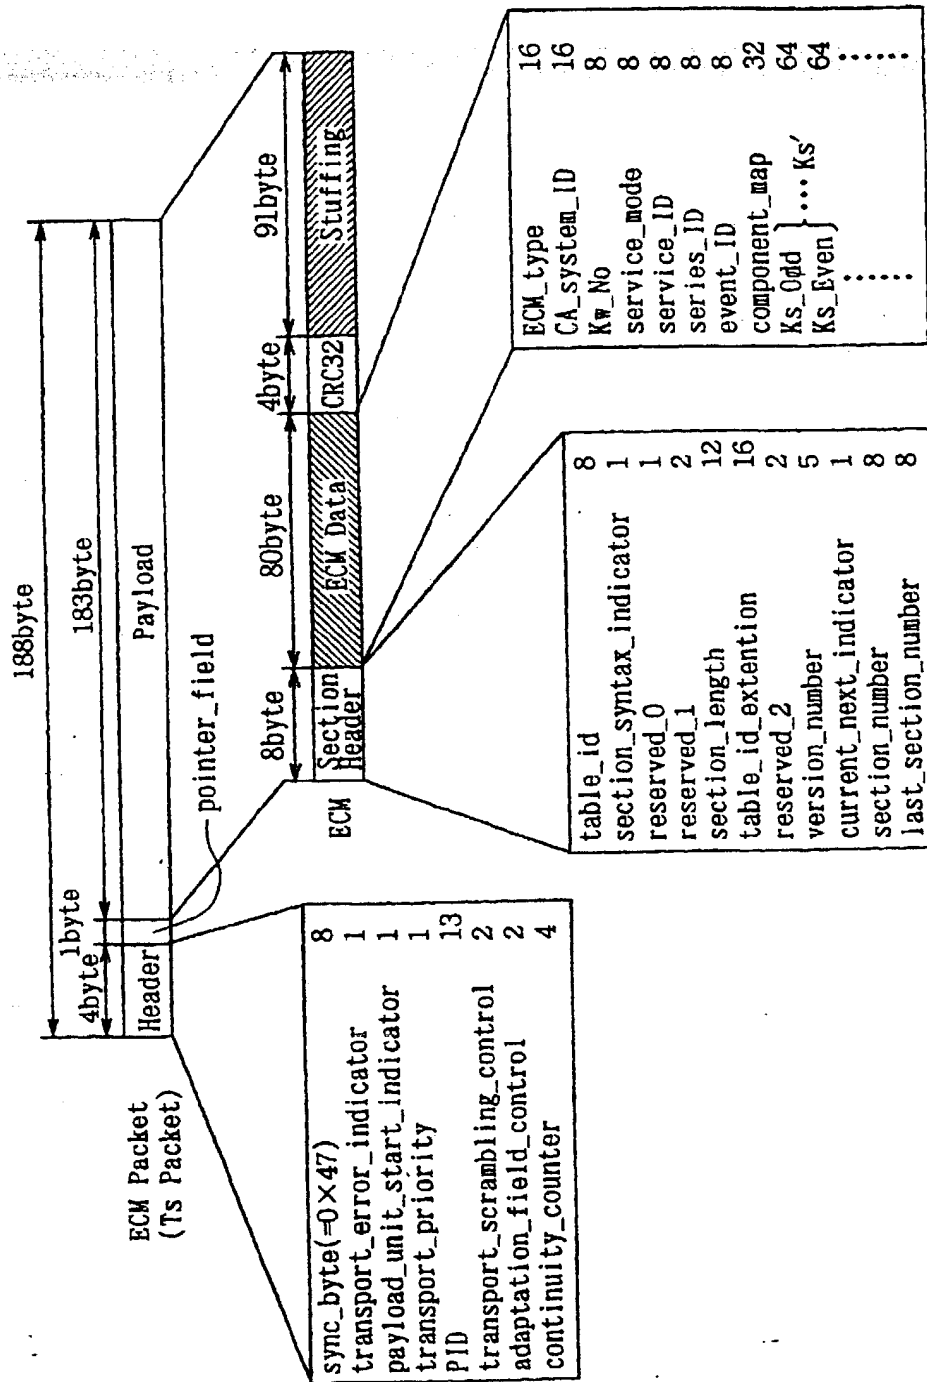 188byte
4byte
1byte
183byte
Header
Payload
pointer_field
ECM Packet
(Ts Packet)
8byte
80byte
4byte
91byte
Section
Header
ECM Data
CRC32
Stuffing
ECM
sync_byte(=0×47) 8
transport_error_indicator 1
payload_unit_start_indicator 1
transport_priority 1
PID 13
transport_scrambling_control 2
adaptation_field_control 2
continuity_counter 4
table_id 8
section_syntax_indicator 1
reserved_0 1
reserved_1 2
section_length 12
table_id_extention 16
reserved_2 2
version_number 5
current_next_indicator 1
section_number 8
last_section_number 8
ECM_type 16
CA_system_ID 16
Kw_No 8
service_mode 8
service_ID 8
series_ID 8
event_ID 8
component_map 32
Ks_Odd 64
Ks_Even 64
.... Ks′
...... ......